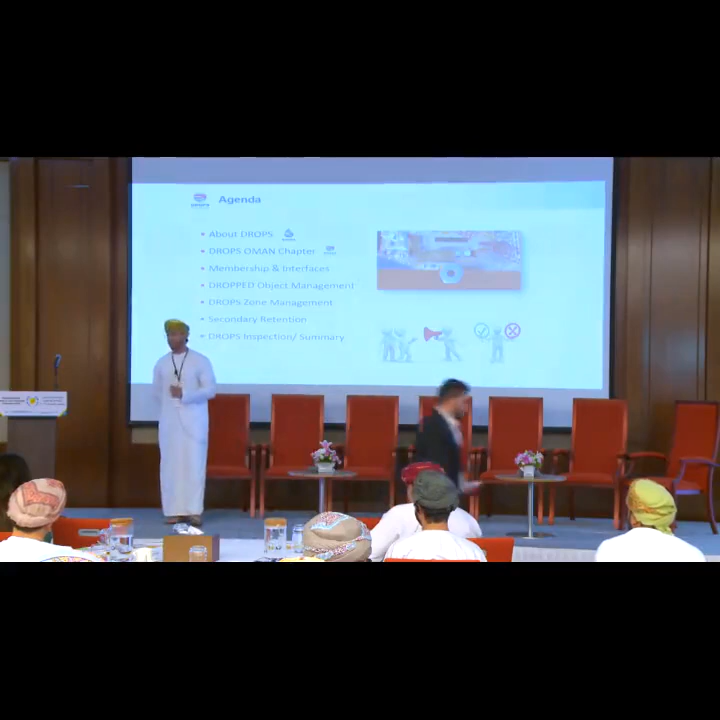 Agenda
• About DROPS
• DROPS OMAN Chapter
• Membership & Interfaces
• DROPPED Object Management
• DROPS Zone Management
• Secondary Retention
• DROPS Inspection/ Summary